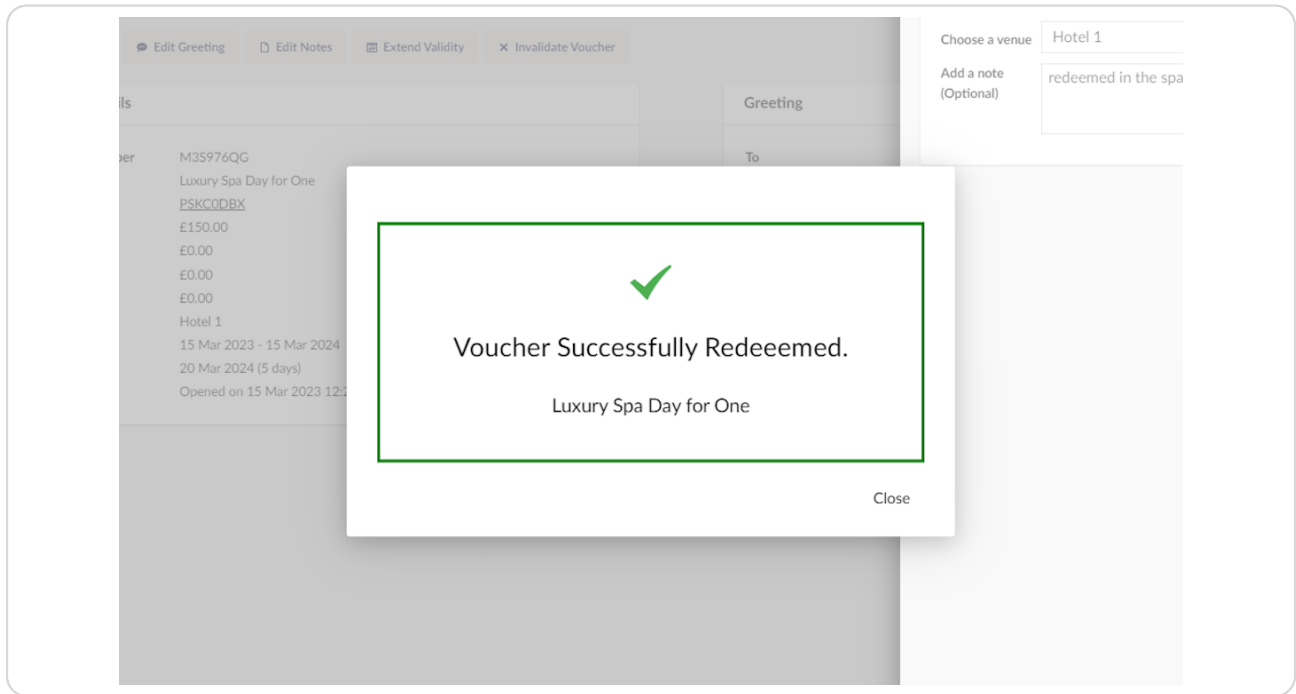 Edit Greeting Edit Notes Extend Validity Invalidate Voucher
ils
Greeting
ber M3S976QG
To
Luxury Spa Day for One
PSKC0DBX
£150.00
£0.00
£0.00
£0.00
Hotel 1
15 Mar 2023 - 15 Mar 2024
20 Mar 2024 (5 days)
Opened on 15 Mar 2023 12:2
Choose a venue Hotel 1
Add a note
(Optional)
redeemed in the spa
Voucher Successfully Redeeemed.
Luxury Spa Day for One
Close